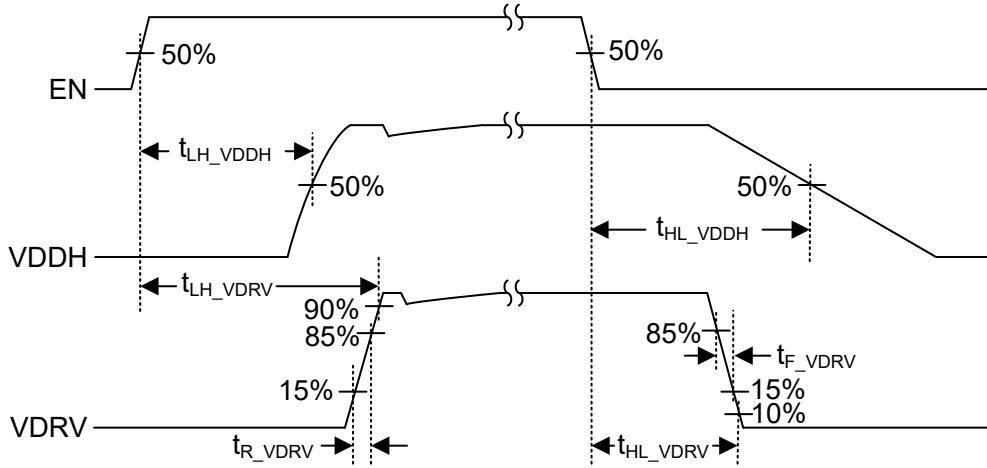 50%
50%
EN
t_LH_VDDH
50%
50%
t_HL_VDDH
VDDH
t_LH_VDRV
90%
85%
85%
t_F_VDRV
15%
15%
10%
VDRV
t_R_VDRV
t_HL_VDRV